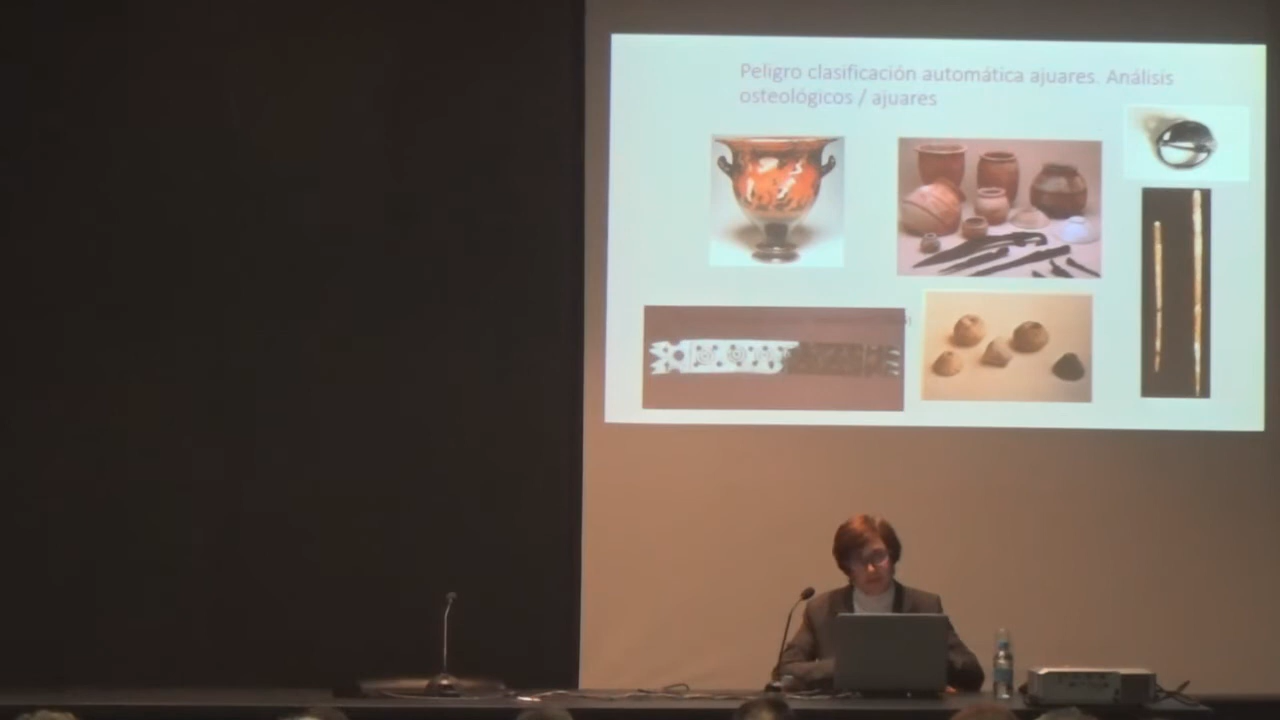 Peligro clasificación automática ajuares. Análisis
osteológicos / ajuares